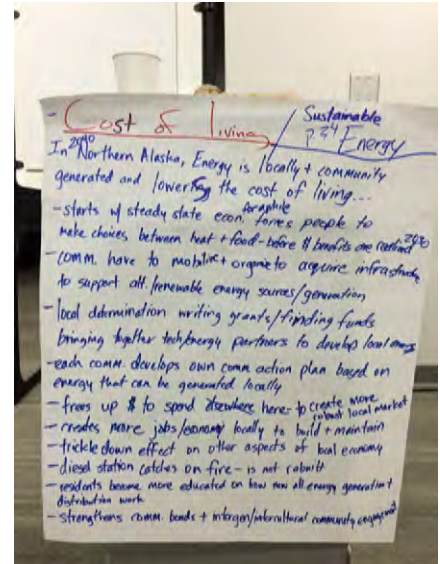 - Cost of living / Sustainable
P 34 Energy
In 2040 Northern Alaska, Energy is locally + community
generated and lowering the cost of living...
- starts w/ steady state econ. for awhile forces people to
make choices between heat + food - before $ benefits are realized 2030
- comm. have to mobilize + organize to acquire infrastructure
to support alt/renewable energy sources/generation
- local determination writing grants/finding funds
bringing together tech/energy partners to develop local energy
- each comm. develops own comm action plan based on
energy that can be generated locally
- frees up $ to spend elsewhere here - to create more
robust local market
- creates more jobs/economy locally to build + maintain
- trickle down effect on other aspects of local economy
- diesel station catches on fire - is not rebuilt
- residents become more educated on how new alt energy generation +
distribution work
- strengthens comm. bonds + intergen/intercultural community